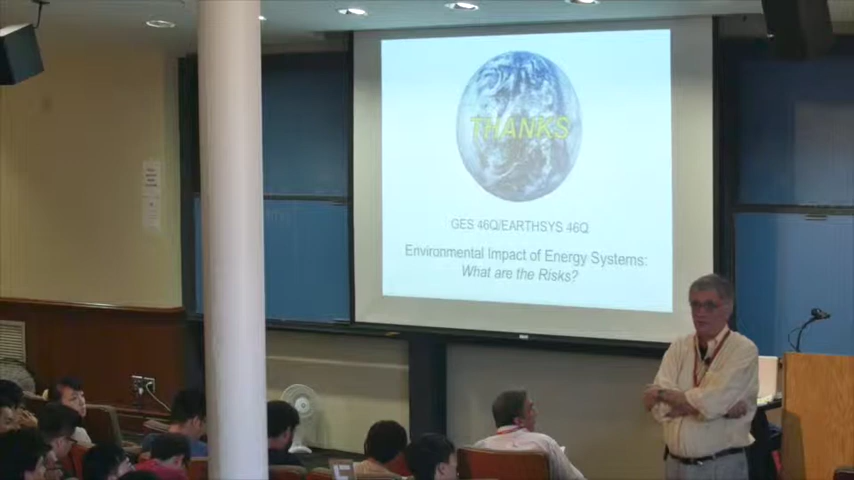 THANKS
GES 46Q/EARTHSYS 46Q
Environmental Impact of Energy Systems:
What are the Risks?